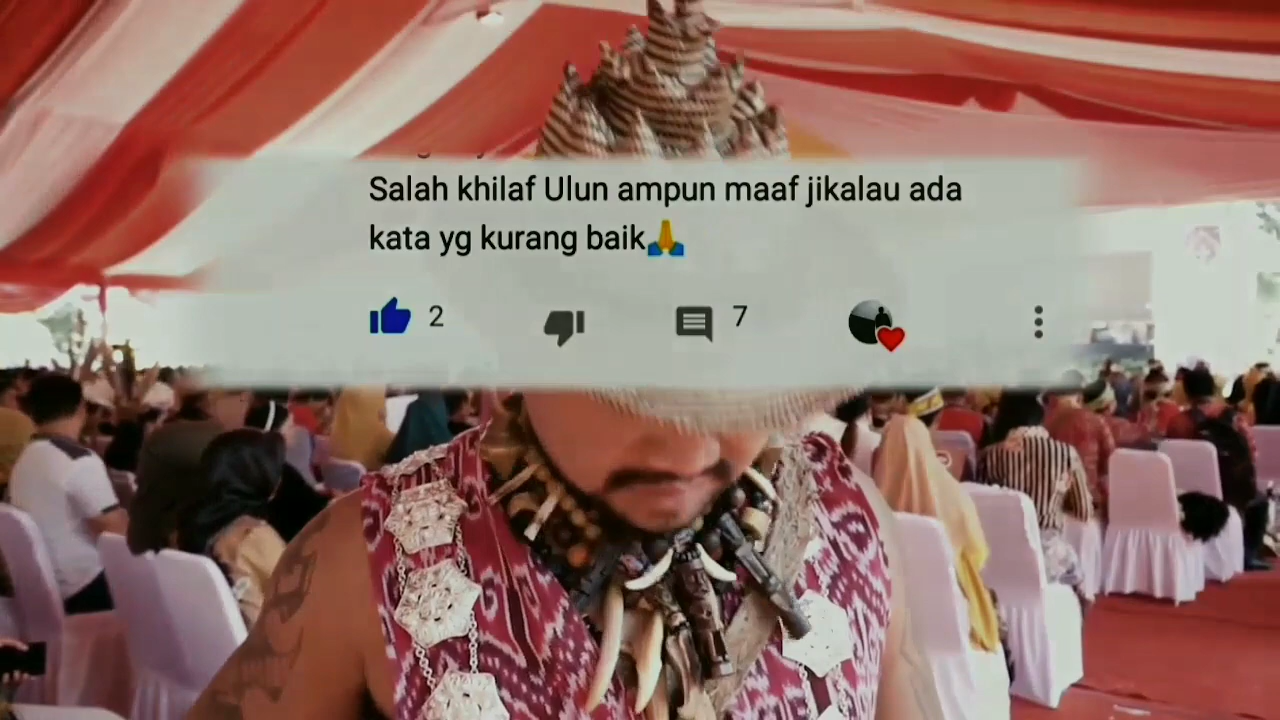 Salah khilaf Ulun ampun maaf jikalau ada
kata yg kurang baik🙏
2
7